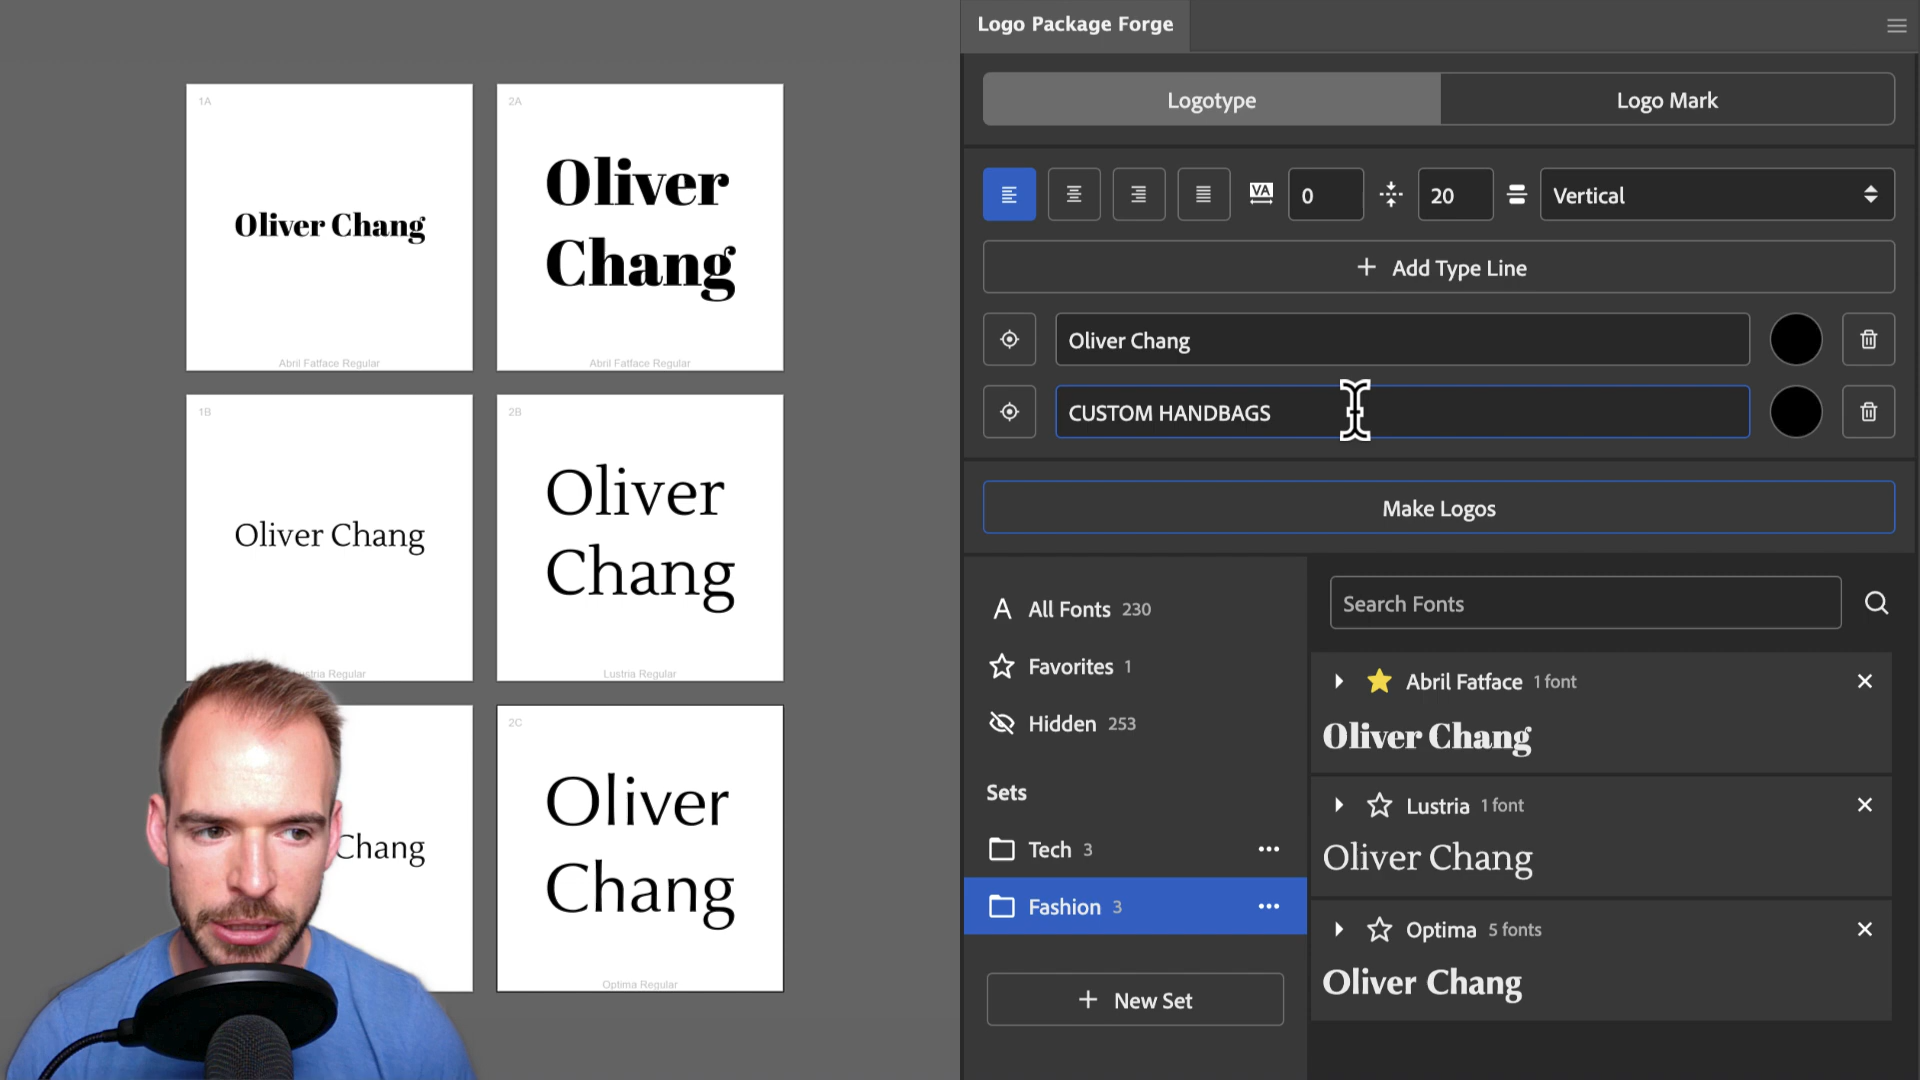 Logo Package Forge
Logotype
Logo Mark
VA
0
20
Vertical
+ Add Type Line
Oliver Chang
CUSTOM HANDBAGS
Make Logos
A All Fonts 230
Favorites 1
Hidden 253
Sets
Tech 3
Fashion 3
+ New Set
Search Fonts
Abril Fatface 1 font
Oliver Chang
Lustria 1 font
Oliver Chang
Optima 5 fonts
Oliver Chang
1A
Oliver Chang
Abril Fatface Regular
2A
Oliver
Chang
Abril Fatface Regular
1B
Oliver Chang
Regular
2B
Oliver
Chang
Lustria Regular
Chang
2C
Oliver
Chang
Optima Regular